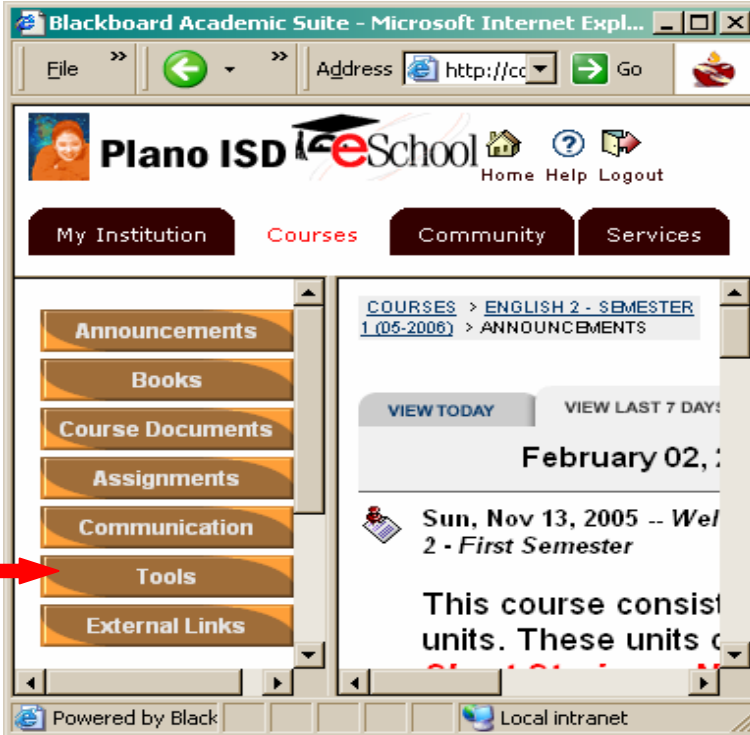 Blackboard Academic Suite - Microsoft Internet Expl...
File » » Address http://cc Go
Plano ISD eSchool
Home Help Logout
My Institution Courses Community Services
Announcements
Books
Course Documents
Assignments
Communication
Tools
External Links
COURSES > ENGLISH 2 - SEMESTER
1 (05-2006) > ANNOUNCEMENTS
VIEW TODAY VIEW LAST 7 DAYS
February 02,
Sun, Nov 13, 2005 -- Wel
2 - First Semester
This course consist
units. These units
Powered by Black Local intranet